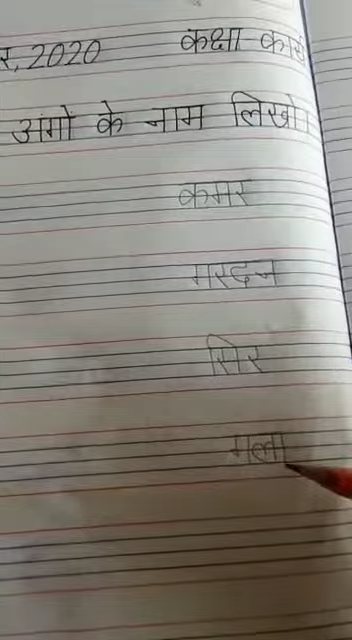 र, 2020 कक्षा कार्य
अंगों के नाम लिखो।
कमर
गरदन
सिर
गला